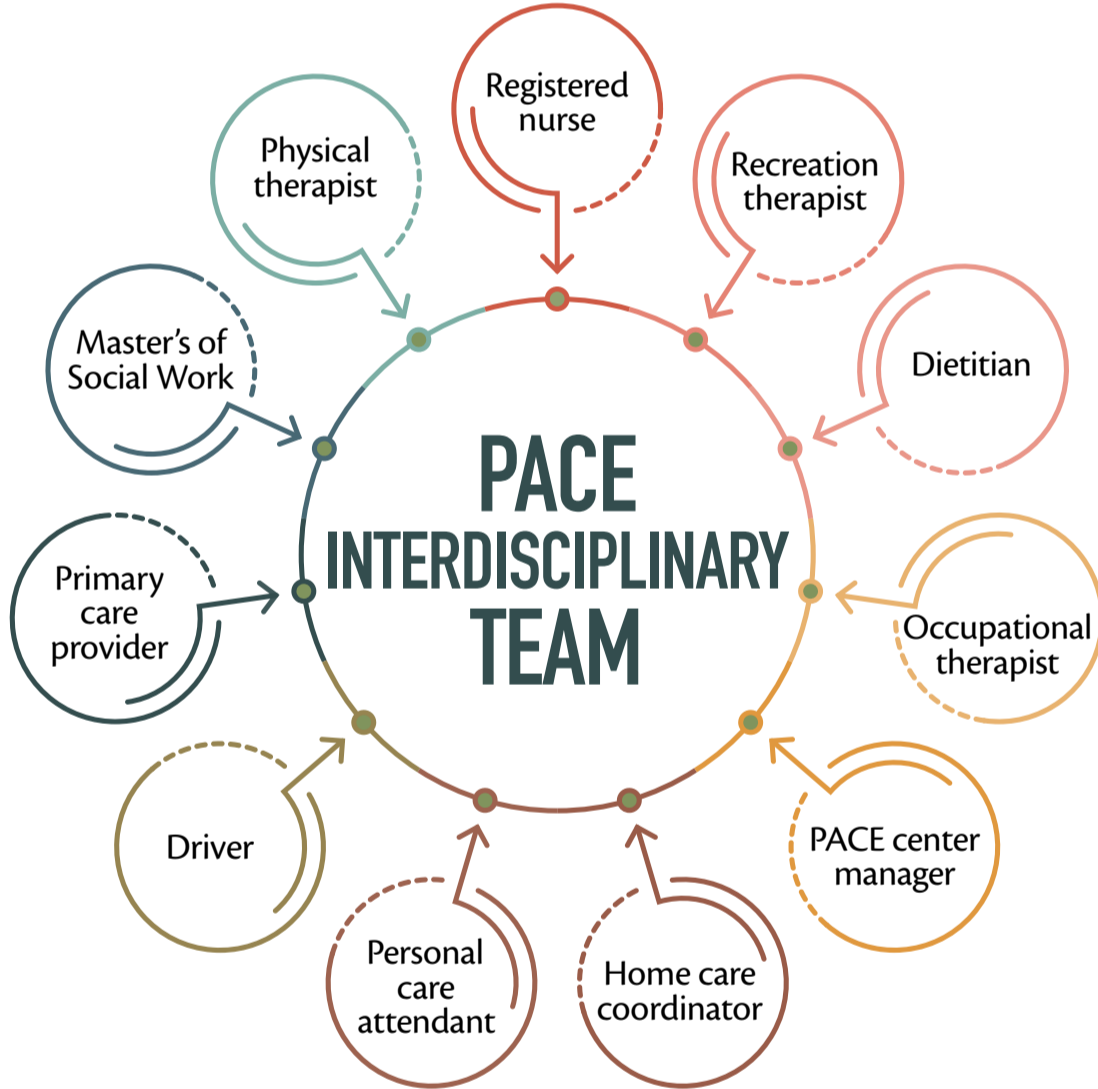 Registered
nurse
Recreation
therapist
Dietitian
Occupational
therapist
PACE center
manager
Home care
coordinator
Personal
care
attendant
Driver
Primary
care
provider
Master’s of
Social Work
Physical
therapist
PACE
INTERDISCIPLINARY
TEAM